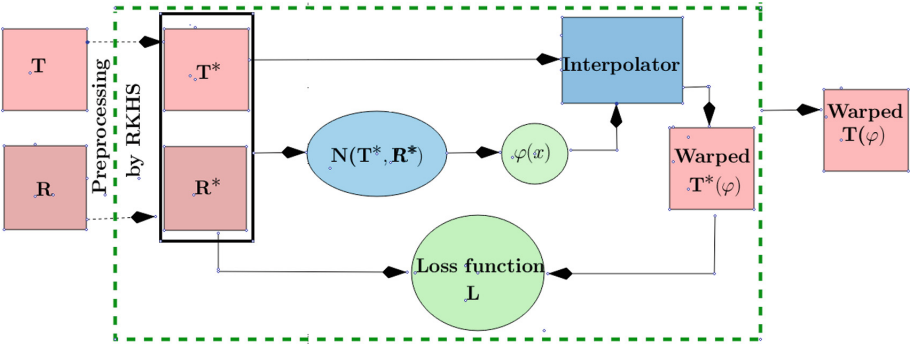 T
R
Preprocessing
by RKHS
T*
R*
N(T*, R*)
φ(x)
Interpolator
Warped
T*(φ)
Loss function
L
Warped
T(φ)